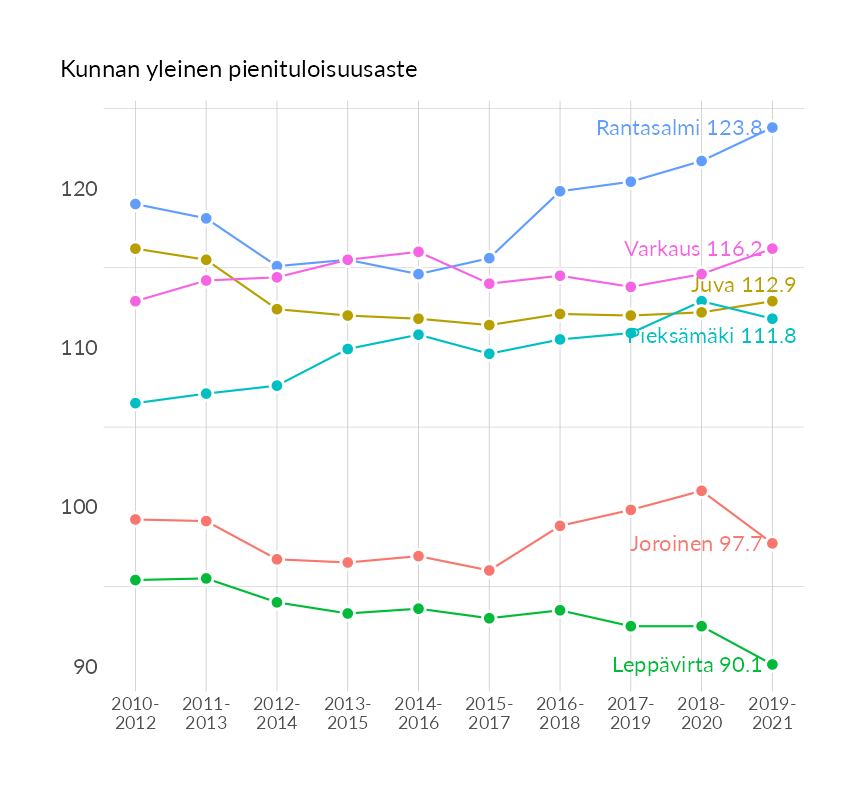 Kunnan yleinen pienituloisuusaste
Rantasalmi 123.8
120
Varkaus 116.2
Juva 112.9
Pieksämäki 111.8
110
100
Joroinen 97.7
Leppävirta 90.1
90
2010- 2011- 2012- 2013- 2014- 2015- 2016- 2017- 2018- 2019-
2012 2013 2014 2015 2016 2017 2018 2019 2020 2021